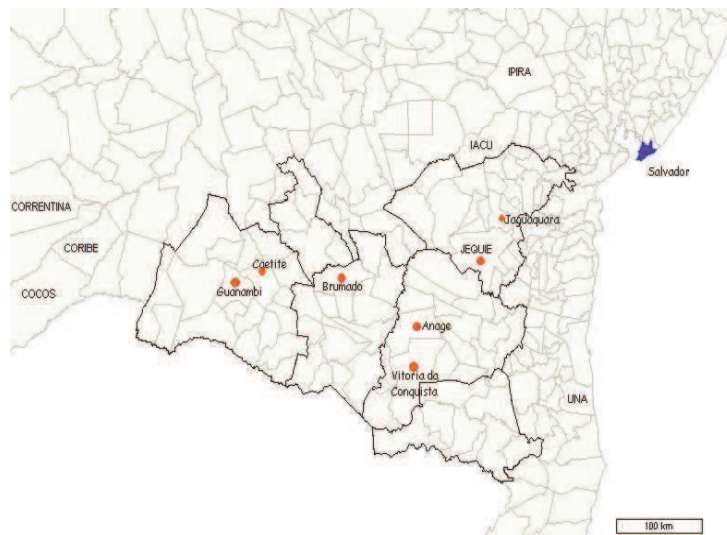 IPIRA
IACU
Salvador
CORRENTINA
Jaguaquara
CORIBE
JEQUIE
Caetite
COCOS
Guanambi
Brumado
Anage
Vitoria da
Conquista
UNA
100 km